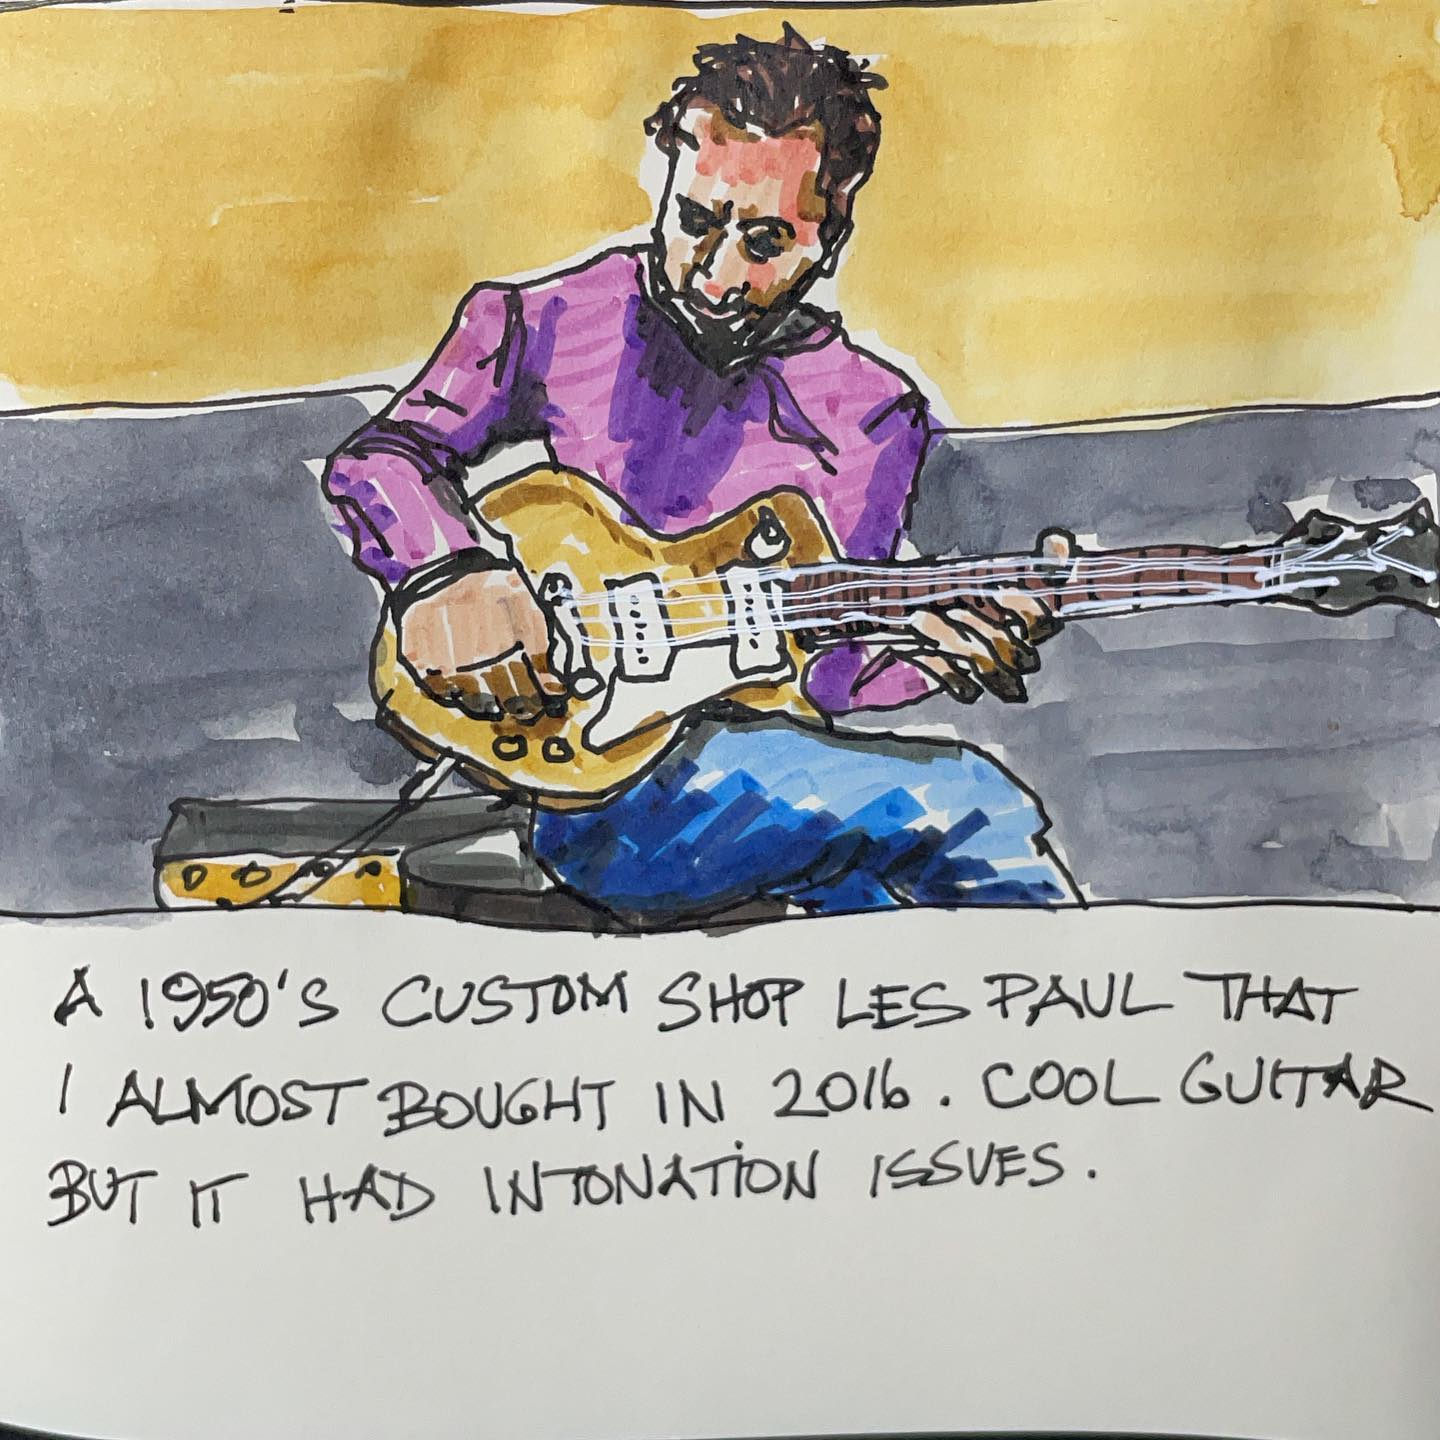 A 1950'S CUSTOM SHOP LES PAUL THAT
I ALMOST BOUGHT IN 2016. COOL GUITAR
BUT IT HAD INTONATION ISSUES.